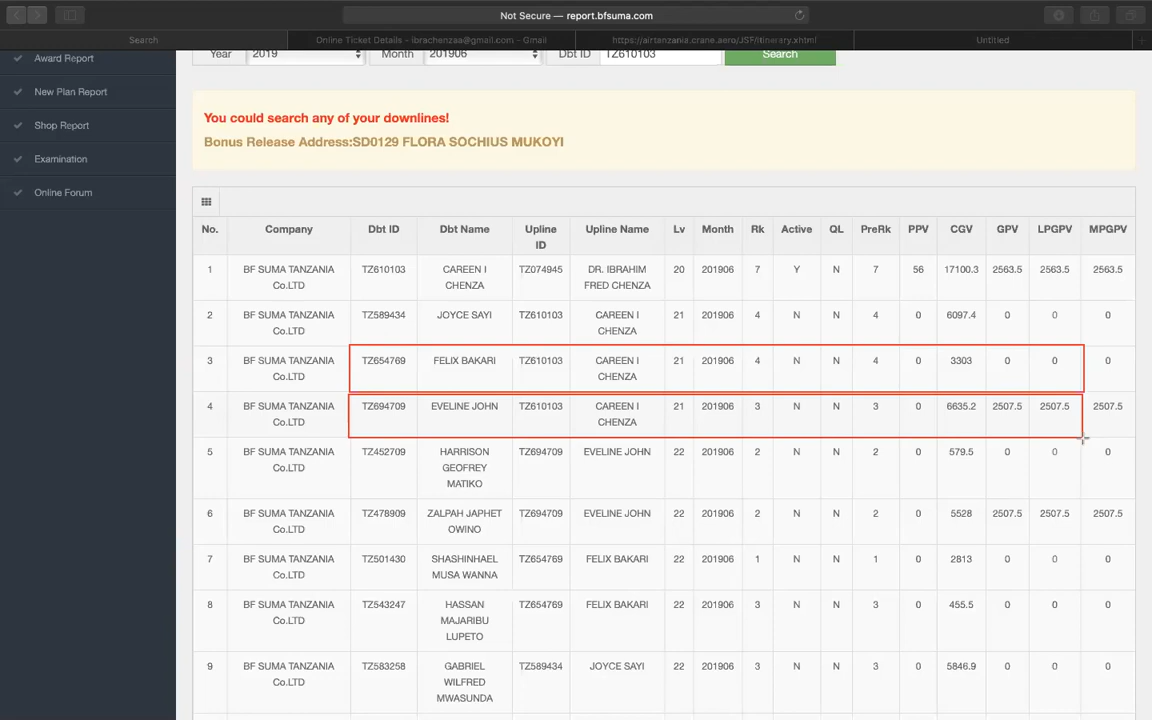 Not Secure — report.bfsuma.com
Search
Online Ticket Details - ibrachenzaa@gmail.com - Gmail
https://airtanzania.crane.aero/JSF/Itinerary.xhtml
Untitled
Award Report
New Plan Report
Shop Report
Examination
Online Forum
Year 2019 Month 201906 Dbt ID TZ610103 Search
You could search any of your downlines!
Bonus Release Address:SD0129 FLORA SOCHIUS MUKOYI
No. Company Dbt ID Dbt Name Upline ID Upline Name Lv Month Rk Active QL PreRk PPV CGV GPV LPGPV MPGPV
1 BF SUMA TANZANIA Co.LTD TZ610103 CAREEN I CHENZA TZ074945 DR. IBRAHIM FRED CHENZA 20 201906 7 Y N 7 56 17100.3 2563.5 2563.5 2563.5
2 BF SUMA TANZANIA Co.LTD TZ589434 JOYCE SAYI TZ610103 CAREEN I CHENZA 21 201906 4 N N 4 0 6097.4 0 0 0
3 BF SUMA TANZANIA Co.LTD TZ654769 FELIX BAKARI TZ610103 CAREEN I CHENZA 21 201906 4 N N 4 0 3303 0 0 0
4 BF SUMA TANZANIA Co.LTD TZ694709 EVELINE JOHN TZ610103 CAREEN I CHENZA 21 201906 3 N N 3 0 6635.2 2507.5 2507.5 2507.5
5 BF SUMA TANZANIA Co.LTD TZ452709 HARRISON GEOFREY MATIKO TZ694709 EVELINE JOHN 22 201906 2 N N 2 0 579.5 0 0 0
6 BF SUMA TANZANIA Co.LTD TZ478909 ZALPAH JAPHET OWINO TZ694709 EVELINE JOHN 22 201906 2 N N 2 0 5528 2507.5 2507.5 2507.5
7 BF SUMA TANZANIA Co.LTD TZ501430 SHASHINHAEL MUSA WANNA TZ654769 FELIX BAKARI 22 201906 1 N N 1 0 2813 0 0 0
8 BF SUMA TANZANIA Co.LTD TZ543247 HASSAN MAJARIBU LUPETO TZ654769 FELIX BAKARI 22 201906 3 N N 3 0 455.5 0 0 0
9 BF SUMA TANZANIA Co.LTD TZ583258 GABRIEL WILFRED MWASUNDA TZ589434 JOYCE SAYI 22 201906 3 N N 3 0 5846.9 0 0 0